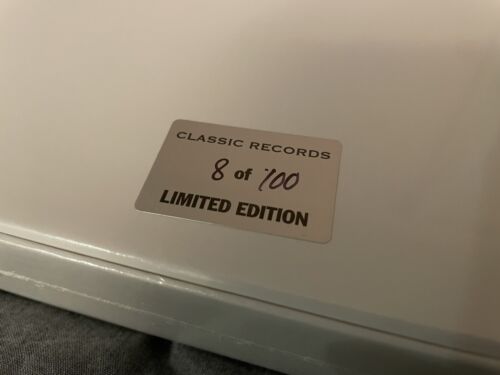 CLASSIC RECORDS
8 of 100
LIMITED EDITION